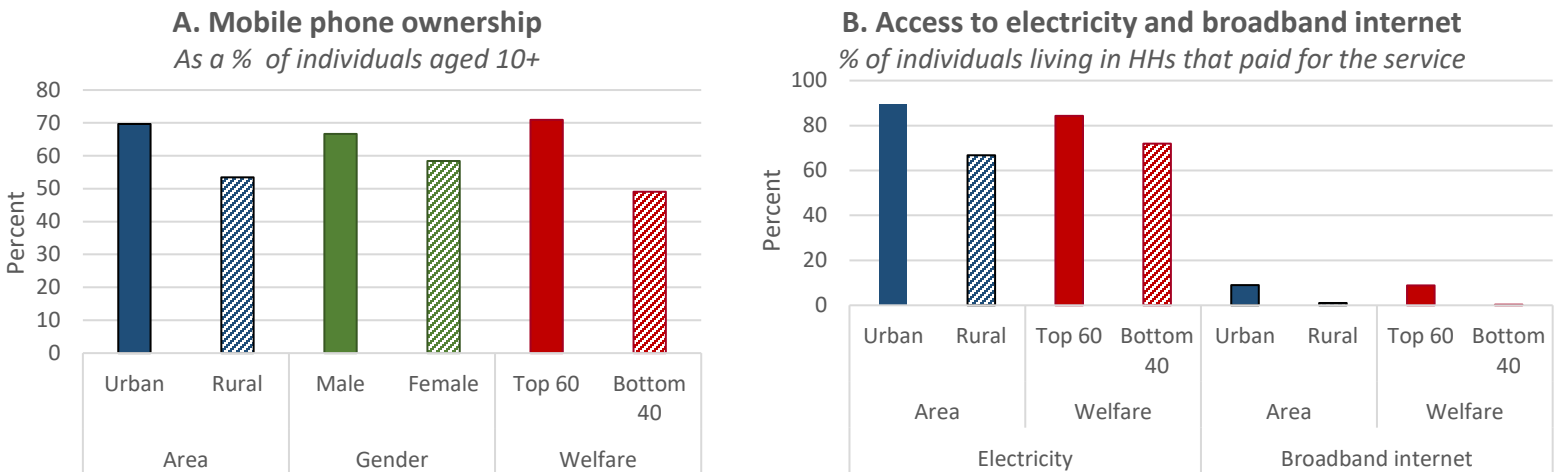 A. Mobile phone ownership
As a % of individuals aged 10+
Percent
80
70
60
50
40
30
20
10
0
Urban Rural Male Female Top 60 Bottom
40
Area Gender Welfare
B. Access to electricity and broadband internet
% of individuals living in HHs that paid for the service
Percent
100
80
60
40
20
0
Urban Rural Top 60 Bottom Urban Rural Top 60 Bottom
40 40
Area Welfare Area Welfare
Electricity Broadband internet